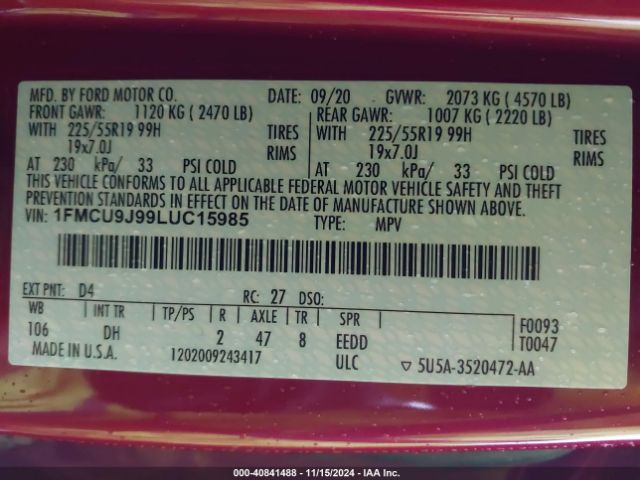 MFD. BY FORD MOTOR CO. DATE: 09/20 GVWR: 2073 KG ( 4570 LB)
FRONT GAWR: 1120 KG ( 2470 LB) REAR GAWR: 1007 KG ( 2220 LB)
WITH 225/55R19 99H TIRES WITH 225/55R19 99H TIRES
19x7.0J RIMS 19x7.0J RIMS
AT 230 kPa/ 33 PSI COLD AT 230 kPa/ 33 PSI COLD
THIS VEHICLE CONFORMS TO ALL APPLICABLE FEDERAL MOTOR VEHICLE SAFETY AND THEFT
PREVENTION STANDARDS IN EFFECT ON THE DATE OF MANUFACTURE SHOWN ABOVE.
VIN: 1FMCU9J99LUC15985 TYPE: MPV
EXT PNT: D4 RC: 27 DSO:
WB INT TR TP/PS R AXLE TR SPR F0093
106 DH 2 47 8 EEDD T0047
MADE IN U.S.A. 1202009243417 ULC ▽ 5U5A-3520472-AA
000-40841488 - 11/15/2024 - IAAI.com